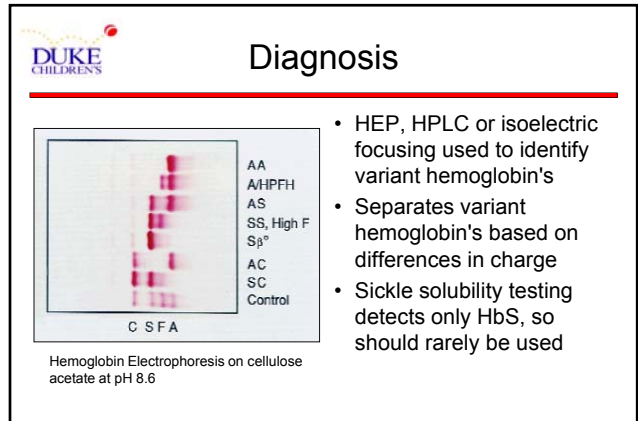 DUKE
CHILDREN'S
Diagnosis
AA
A/HPFH
AS
SS, High F
Sβ°
AC
SC
Control
C S F A
Hemoglobin Electrophoresis on cellulose
acetate at pH 8.6
• HEP, HPLC or isoelectric
focusing used to identify
variant hemoglobin's
• Separates variant
hemoglobin's based on
differences in charge
• Sickle solubility testing
detects only HbS, so
should rarely be used